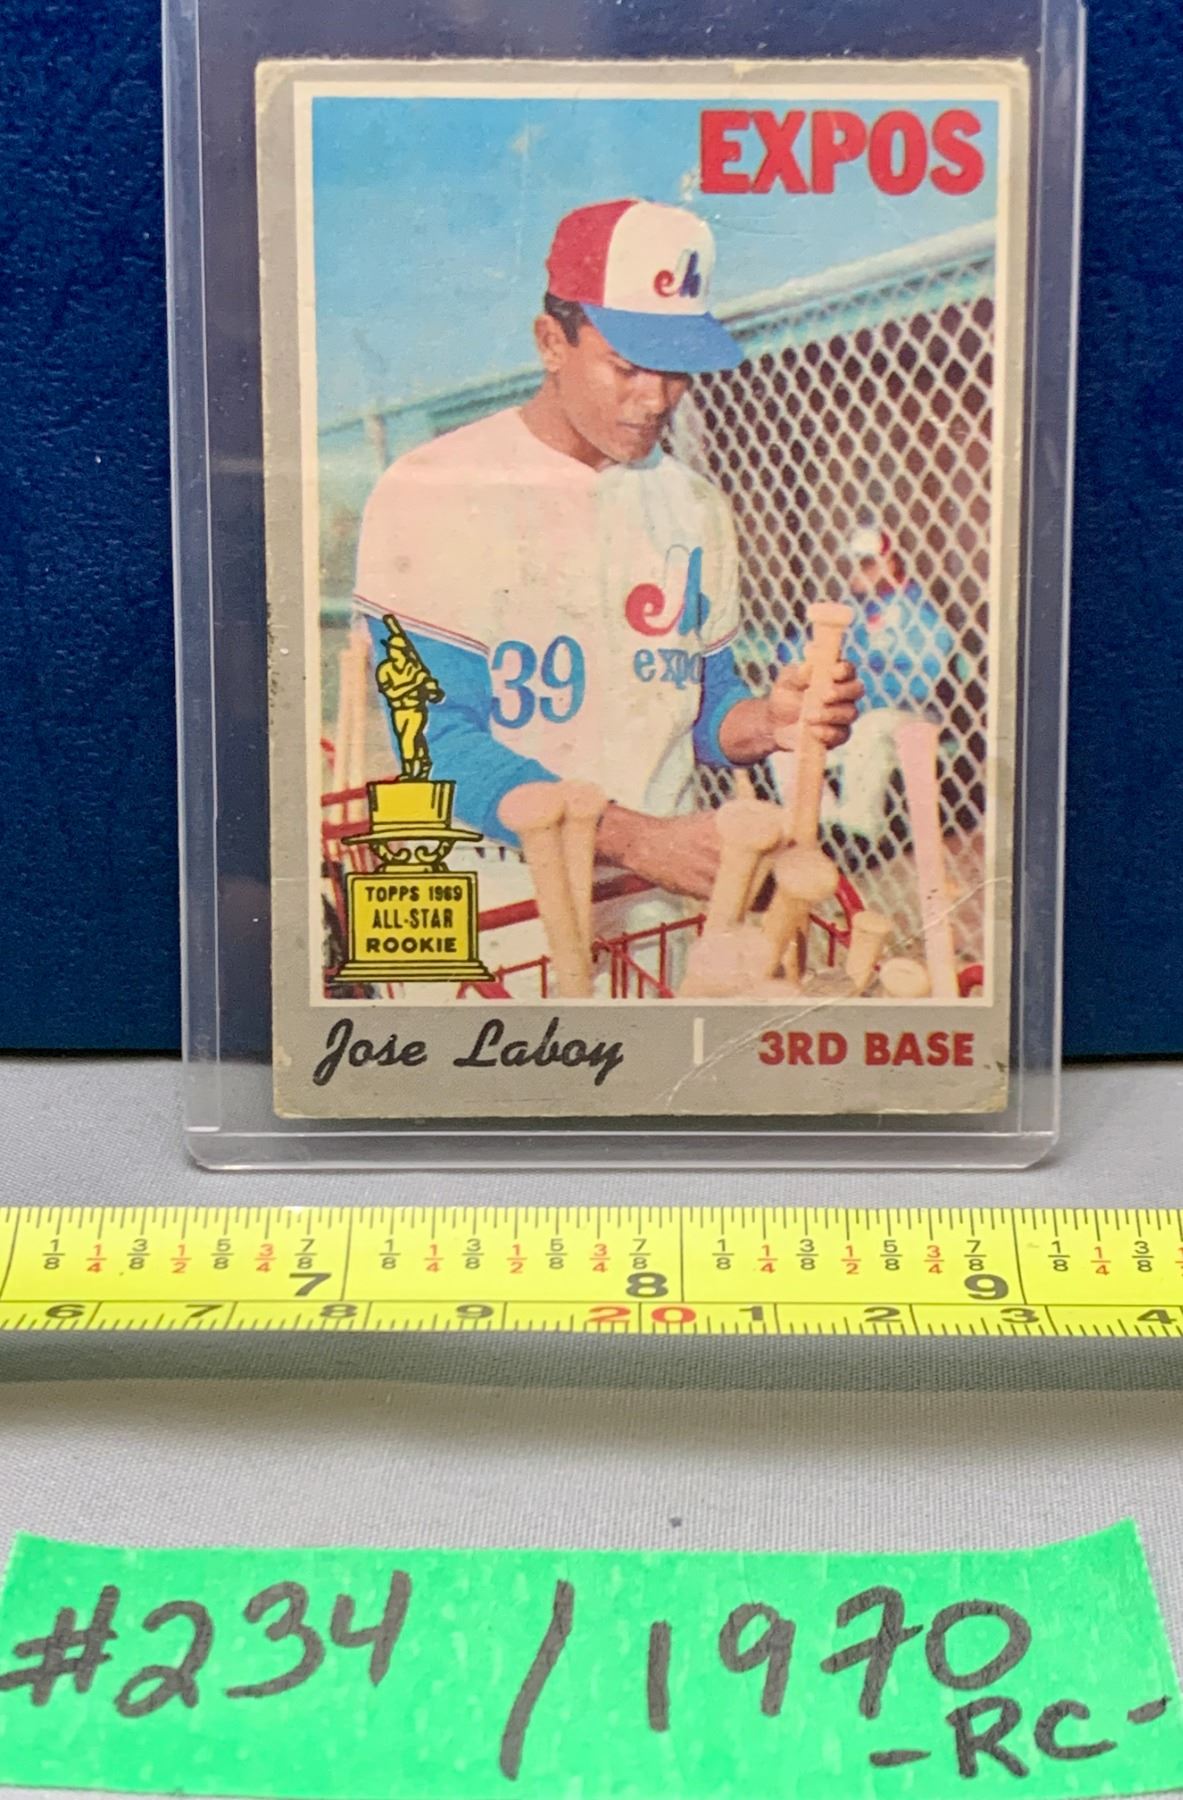 EXPOS
39
expo
TOPPS 1969
ALL-STAR
ROOKIE
Jose Laboy | 3RD BASE
1/8 1/4 3/8 1/2 5/8 3/4 7/8 1/8 1/4 3/8 1/2 5/8 3/4 7/8 1/8 1/4 3/8 1/2 5/8 3/4 7/8 1/8 1/4 3/8
7 8 9
6 7 8 9 20 1 2 3 4
#234 / 1970
-RC-